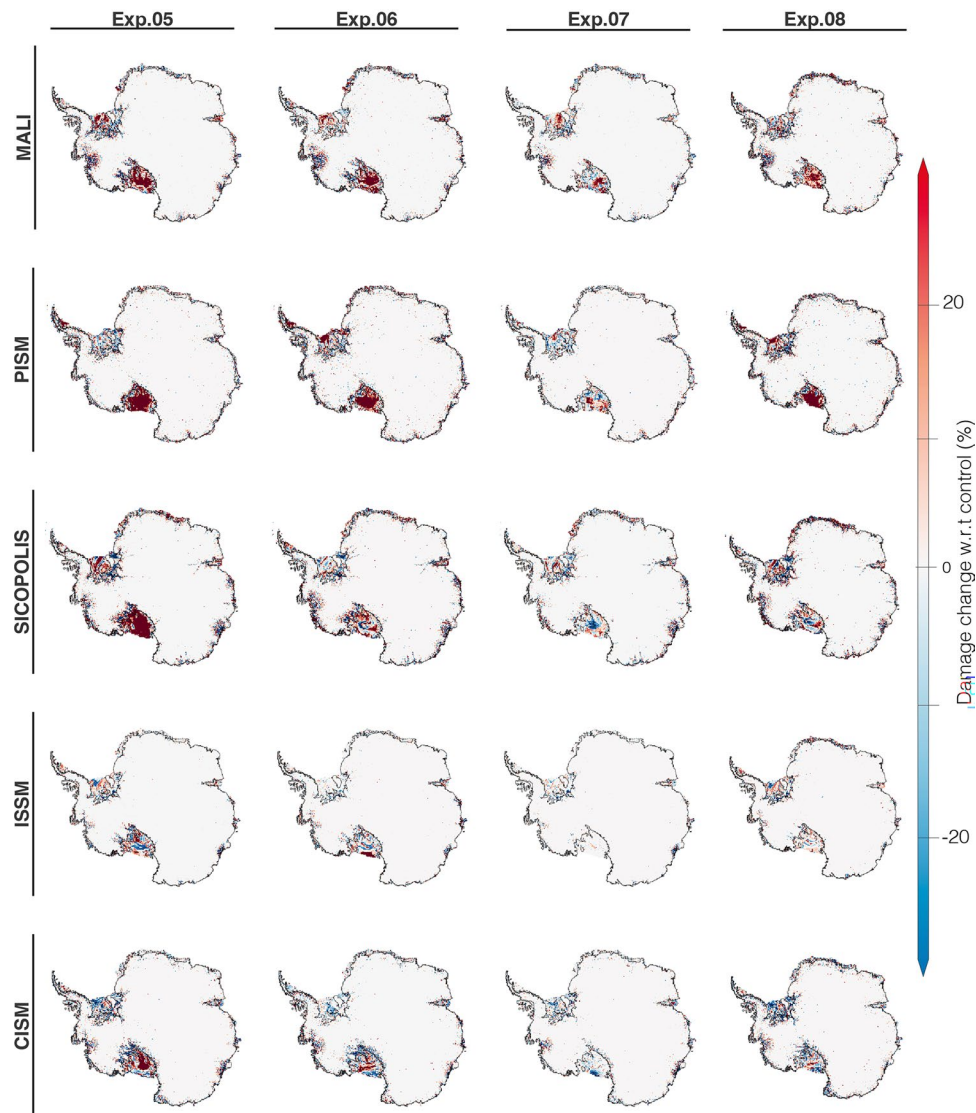 Exp.05 Exp.06 Exp.07 Exp.08
MALI
PISM
SICOPOLIS
ISSM
CISM
20
0
-20
Damage change w.r.t control (%)